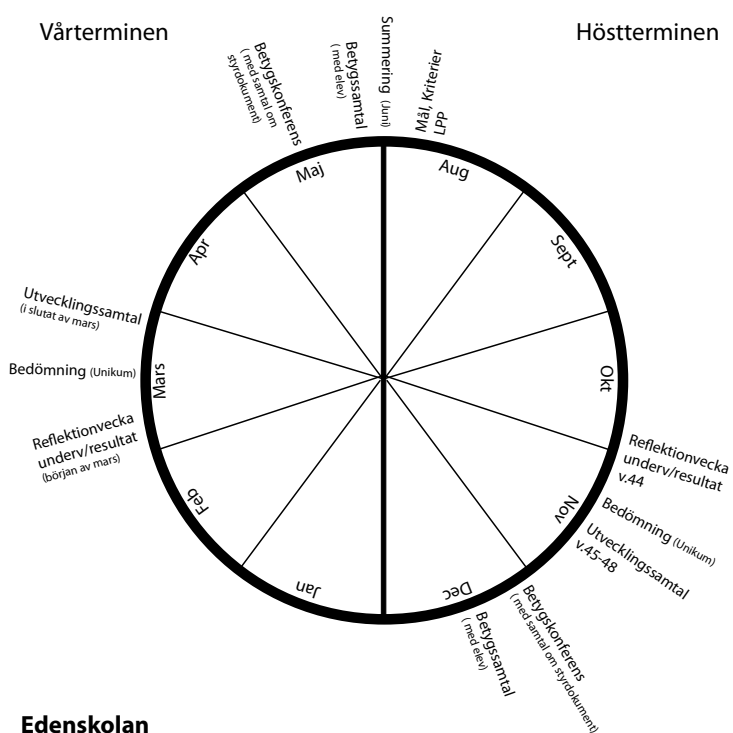 Vårterminen
Höstterminen
Summering (Juni)
Mål, Kriterier
LPP
Aug
Sept
Okt
Reflektionvecka
underv/resultat
v.44
Nov
Bedömning (Unikum)
Utvecklingssamtal
v.45-48
Betygskonferens
( med samtal om styrdokument)
Dec
Betygssamtal
( med elev)
Jan
Feb
Reflektionvecka
underv/resultat
(början av mars)
Mars
Bedömning (Unikum)
Utvecklingssamtal
(i slutat av mars)
Apr
Maj
Betygskonferens
( med samtal om
styrdokument)
Betygssamtal
( med elev)
Edenskolan